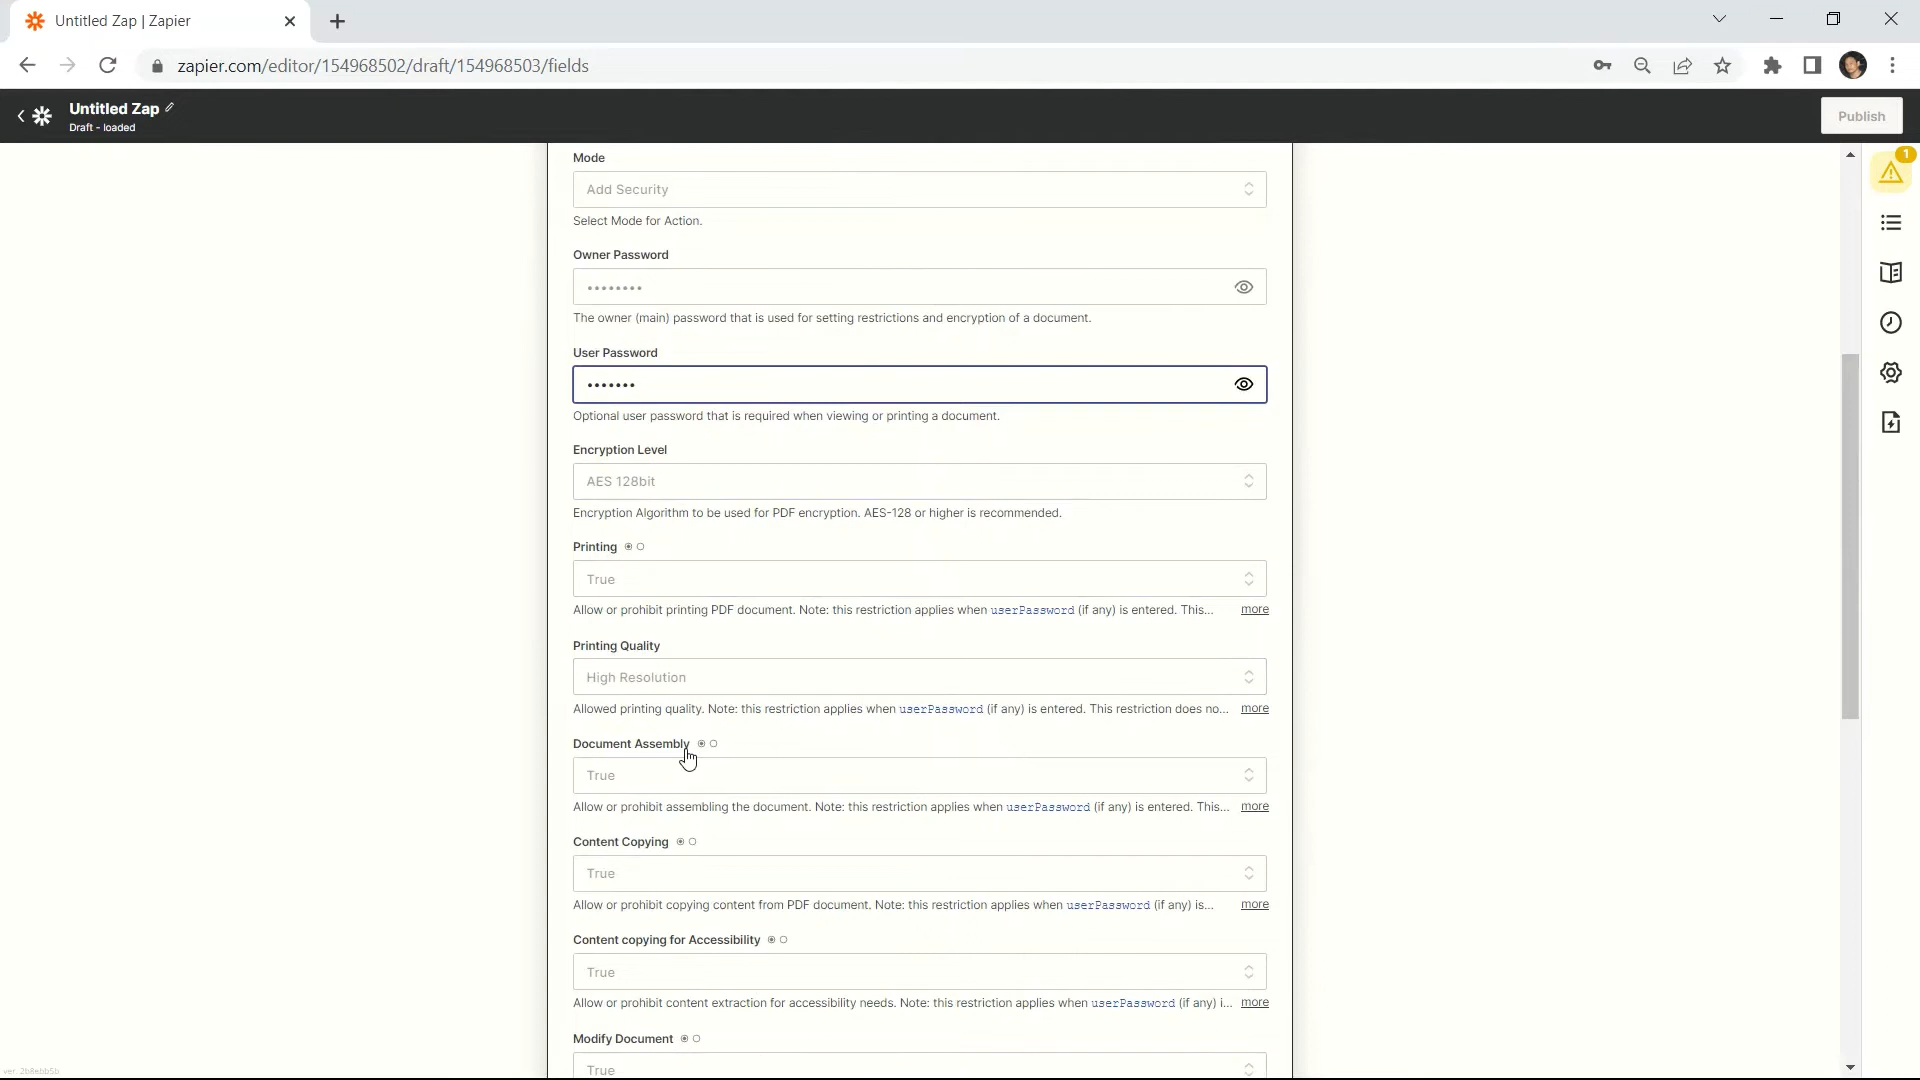 Untitled Zap | Zapier
zapier.com/editor/154968502/draft/154968503/fields
Untitled Zap
Draft - loaded
Publish
1
Mode
Add Security
Select Mode for Action.
Owner Password
••••••••
The owner (main) password that is used for setting restrictions and encryption of a document.
User Password
•••••••
Optional user password that is required when viewing or printing a document.
Encryption Level
AES 128bit
Encryption Algorithm to be used for PDF encryption. AES-128 or higher is recommended.
Printing
True
Allow or prohibit printing PDF document. Note: this restriction applies when userPassword (if any) is entered. This... more
Printing Quality
High Resolution
Allowed printing quality. Note: this restriction applies when userPassword (if any) is entered. This restriction does no... more
Document Assembly
True
Allow or prohibit assembling the document. Note: this restriction applies when userPassword (if any) is entered. This... more
Content Copying
True
Allow or prohibit copying content from PDF document. Note: this restriction applies when userPassword (if any) is... more
Content copying for Accessibility
True
Allow or prohibit content extraction for accessibility needs. Note: this restriction applies when userPassword (if any) i... more
Modify Document
True